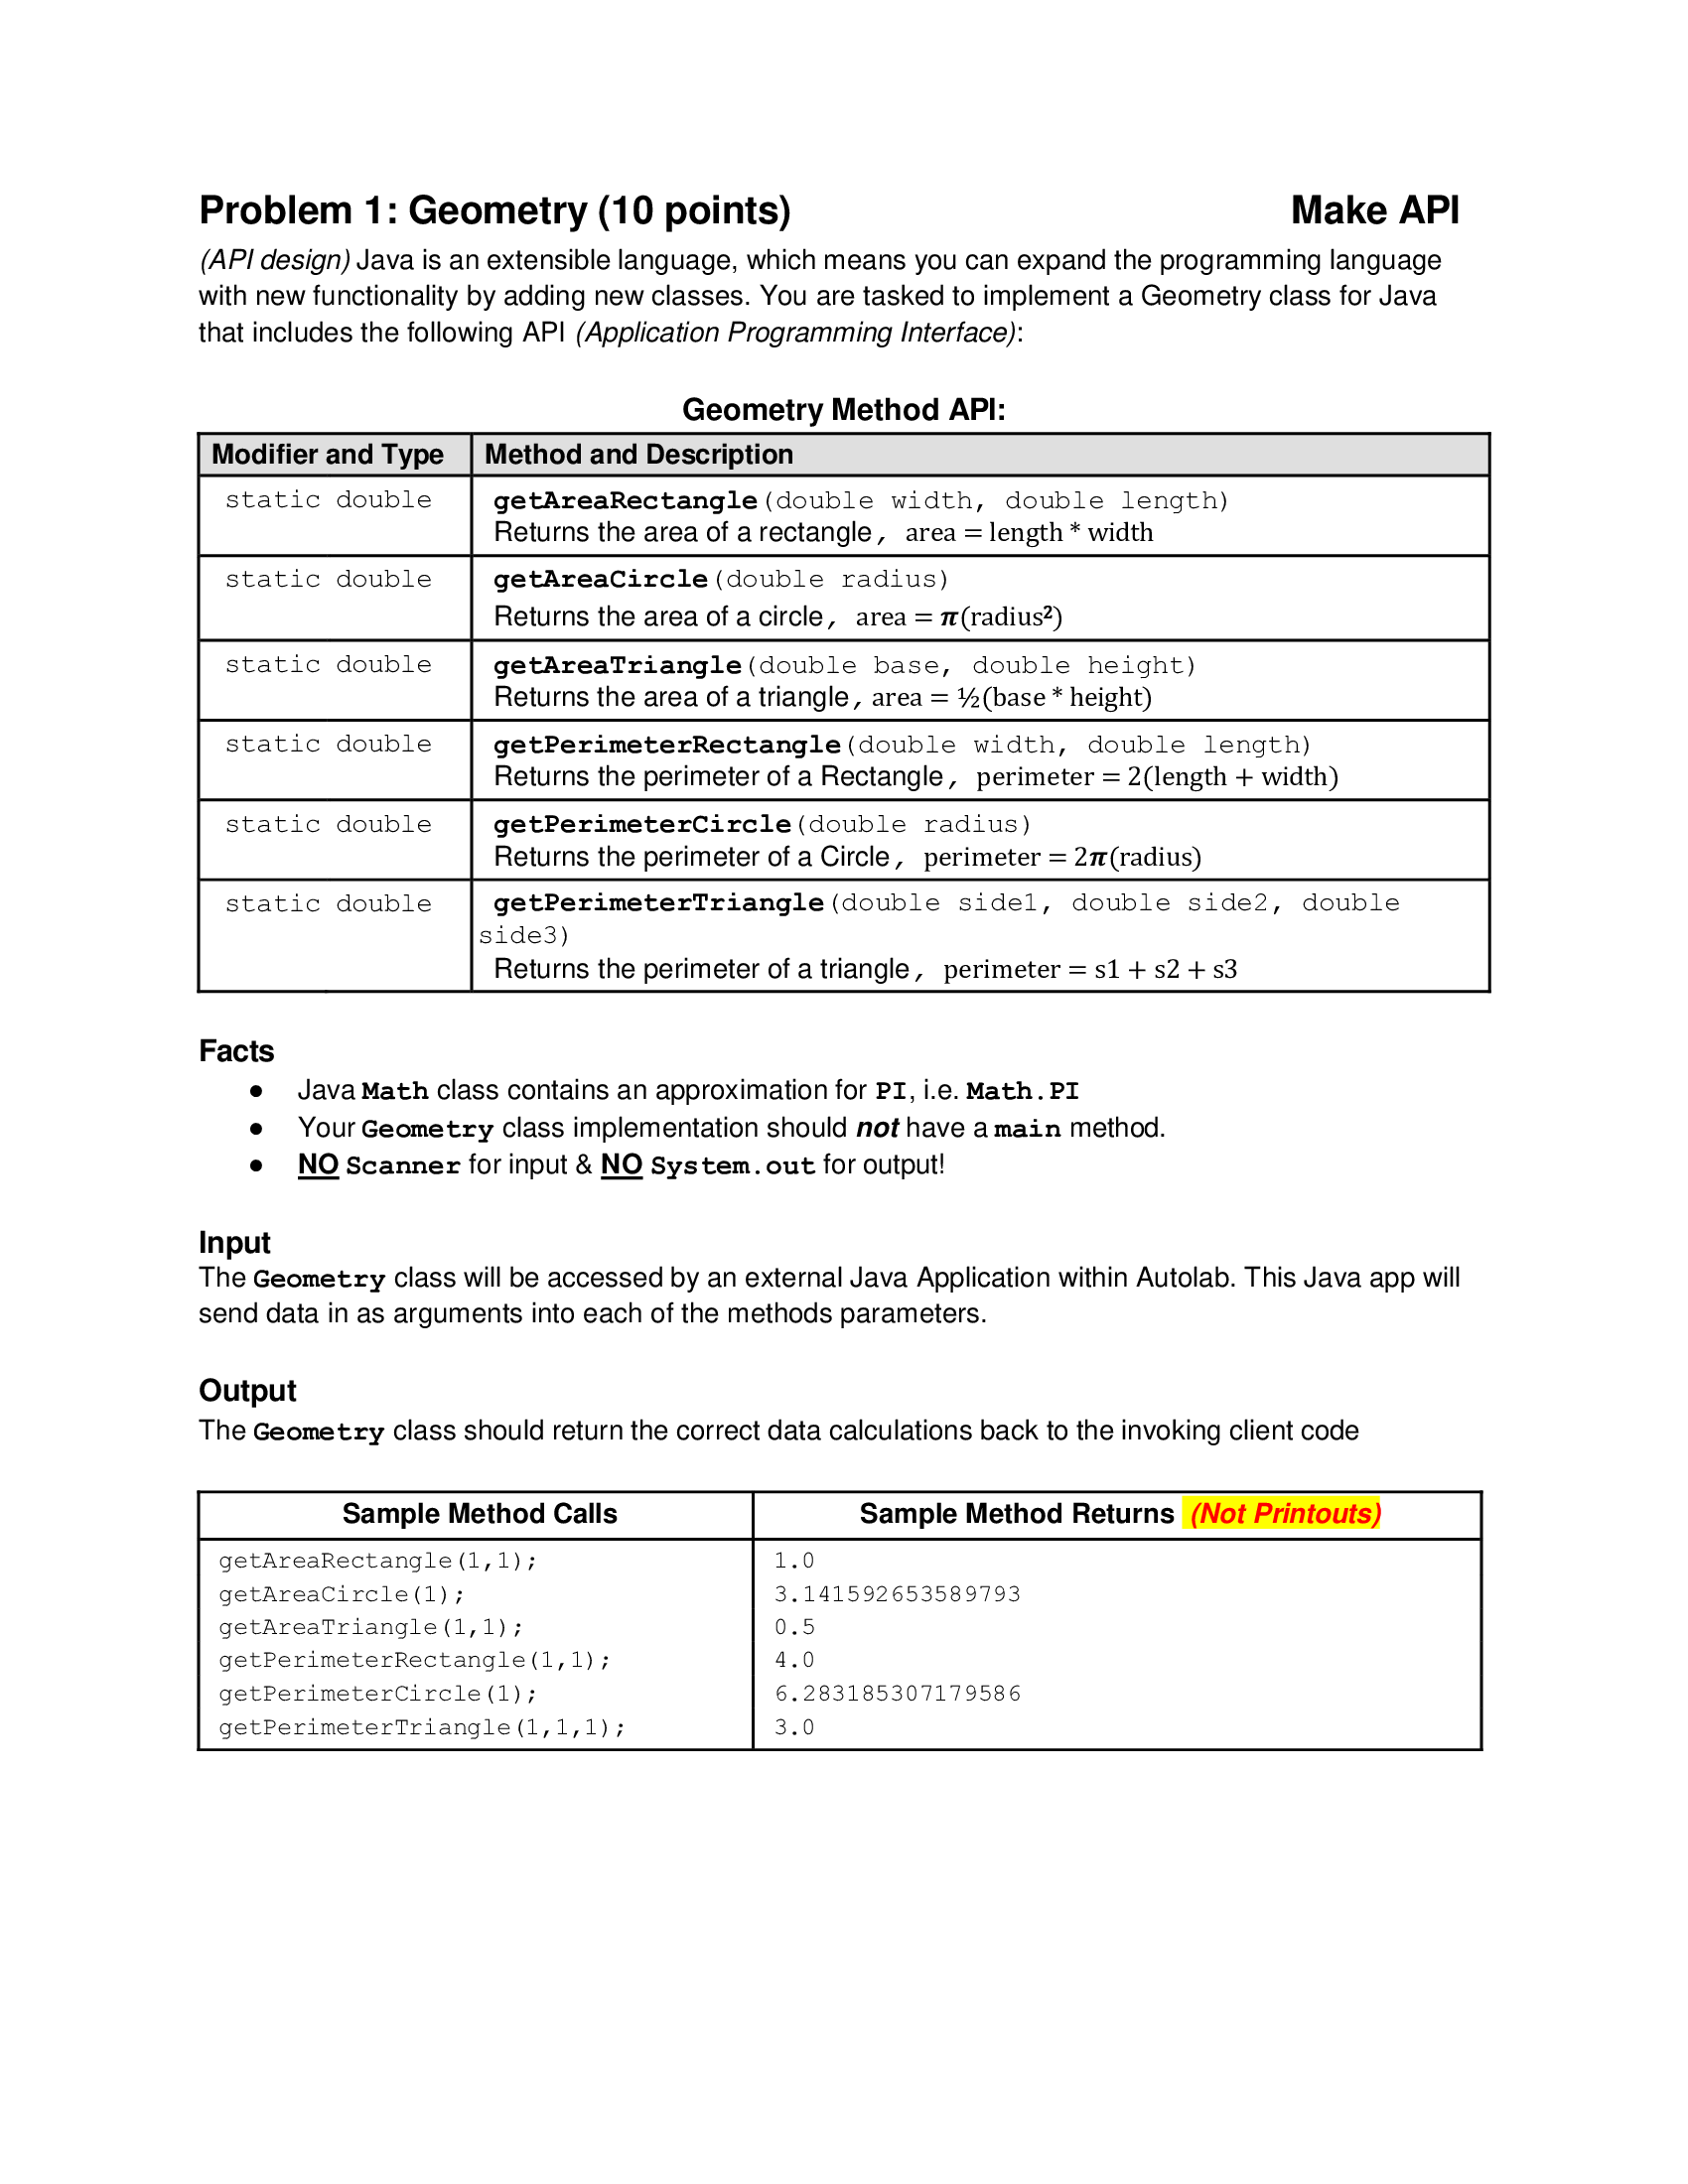 Problem 1: Geometry (10 points) Make API
(API design) Java is an extensible language, which means you can expand the programming language
with new functionality by adding new classes. You are tasked to implement a Geometry class for Java
that includes the following API (Application Programming Interface):
Geometry Method API:
Modifier and Type Method and Description
static double getAreaRectangle(double width, double length)
Returns the area of a rectangle, area = length * width
static double getAreaCircle(double radius)
Returns the area of a circle, area = π(radius²)
static double getAreaTriangle(double base, double height)
Returns the area of a triangle, area = ½(base * height)
static double getPerimeterRectangle(double width, double length)
Returns the perimeter of a Rectangle, perimeter = 2(length + width)
static double getPerimeterCircle(double radius)
Returns the perimeter of a Circle, perimeter = 2π(radius)
static double getPerimeterTriangle(double side1, double side2, double
side3)
Returns the perimeter of a triangle, perimeter = s1 + s2 + s3
Facts
● Java Math class contains an approximation for PI, i.e. Math.PI
● Your Geometry class implementation should not have a main method.
● NO Scanner for input & NO System.out for output!
Input
The Geometry class will be accessed by an external Java Application within Autolab. This Java app will
send data in as arguments into each of the methods parameters.
Output
The Geometry class should return the correct data calculations back to the invoking client code
Sample Method Calls Sample Method Returns (Not Printouts)
getAreaRectangle(1,1); 1.0
getAreaCircle(1); 3.141592653589793
getAreaTriangle(1,1); 0.5
getPerimeterRectangle(1,1); 4.0
getPerimeterCircle(1); 6.283185307179586
getPerimeterTriangle(1,1,1); 3.0